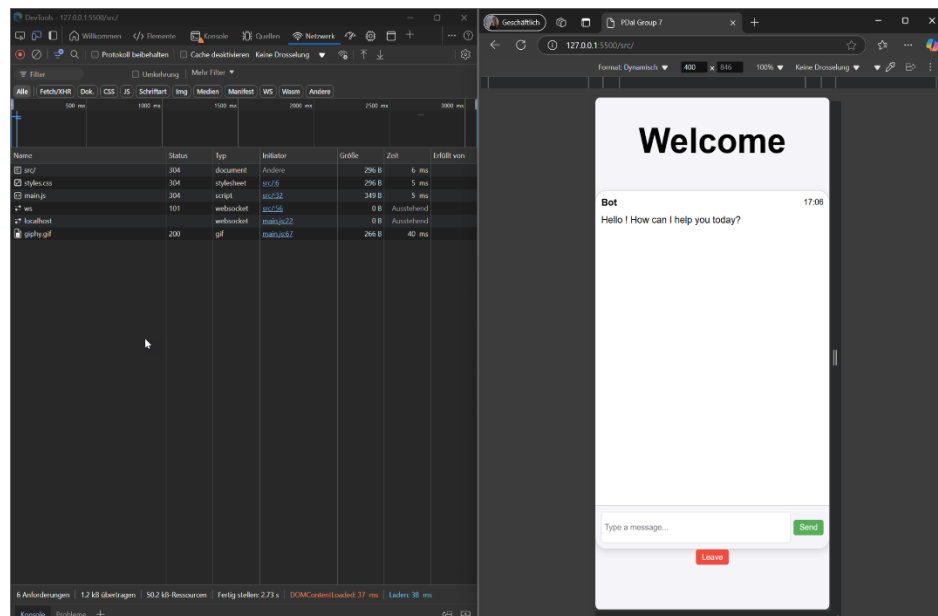 DevTools - 127.0.0.1:5500/src/
Willkommen </> Elemente Konsole Quellen Netzwerk
Protokoll beibehalten Cache deaktivieren Keine Drosselung
Filter Umkehrung Mehr Filter
Alle Fetch/XHR Dok. CSS JS Schriftart Img Medien Manifest WS Wasm Andere
500 ms 1000 ms 1500 ms 2000 ms 2500 ms 3000 ms
Name Status Typ Initiator Größe Zeit Erfüllt von
src/ 304 document Andere 296 B 6 ms
styles.css 304 stylesheet src/:6 296 B 5 ms
main.js 304 script src/:32 349 B 5 ms
ws 101 websocket src/:56 0 B Ausstehend
localhost websocket main.js:22 0 B Ausstehend
giphy.gif 200 gif main.js:67 266 B 40 ms
6 Anforderungen 1.2 kB übertragen 50.2 kB-Ressourcen Fertig stellen: 2.73 s DOMContentLoaded: 37 ms Laden: 38 ms
Konsole Probleme
Geschäftlich PDai Group 7
127.0.0.1:5500/src/
Format: Dynamisch 400 x 846 100% Keine Drosselung
Welcome
Bot 17:06
Hello ! How can I help you today?
Type a message... Send
Leave